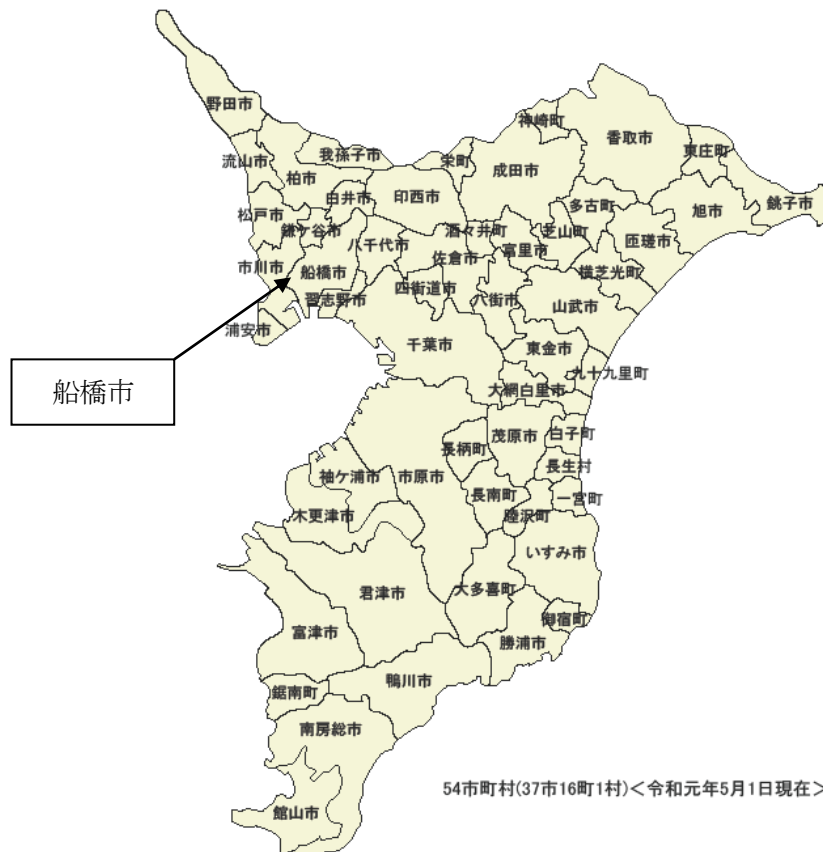 野田市
神崎町
香取市
流山市
我孫子市
栄町
成田市
東庄町
柏市
白井市
印西市
多古町
旭市
銚子市
松戸市
鎌ケ谷市
八千代市
酒々井町
芝山町
匝瑳市
富里市
佐倉市
市川市
船橋市
横芝光町
四街道市
八街市
山武市
習志野市
浦安市
千葉市
東金市
九十九里町
船橋市
大網白里市
茂原市
白子町
長柄町
長生村
袖ケ浦市
市原市
長南町
一宮町
木更津市
睦沢町
いすみ市
君津市
大多喜町
御宿町
富津市
勝浦市
鴨川市
鋸南町
南房総市
54市町村(37市16町1村)<令和元年5月1日現在>
館山市